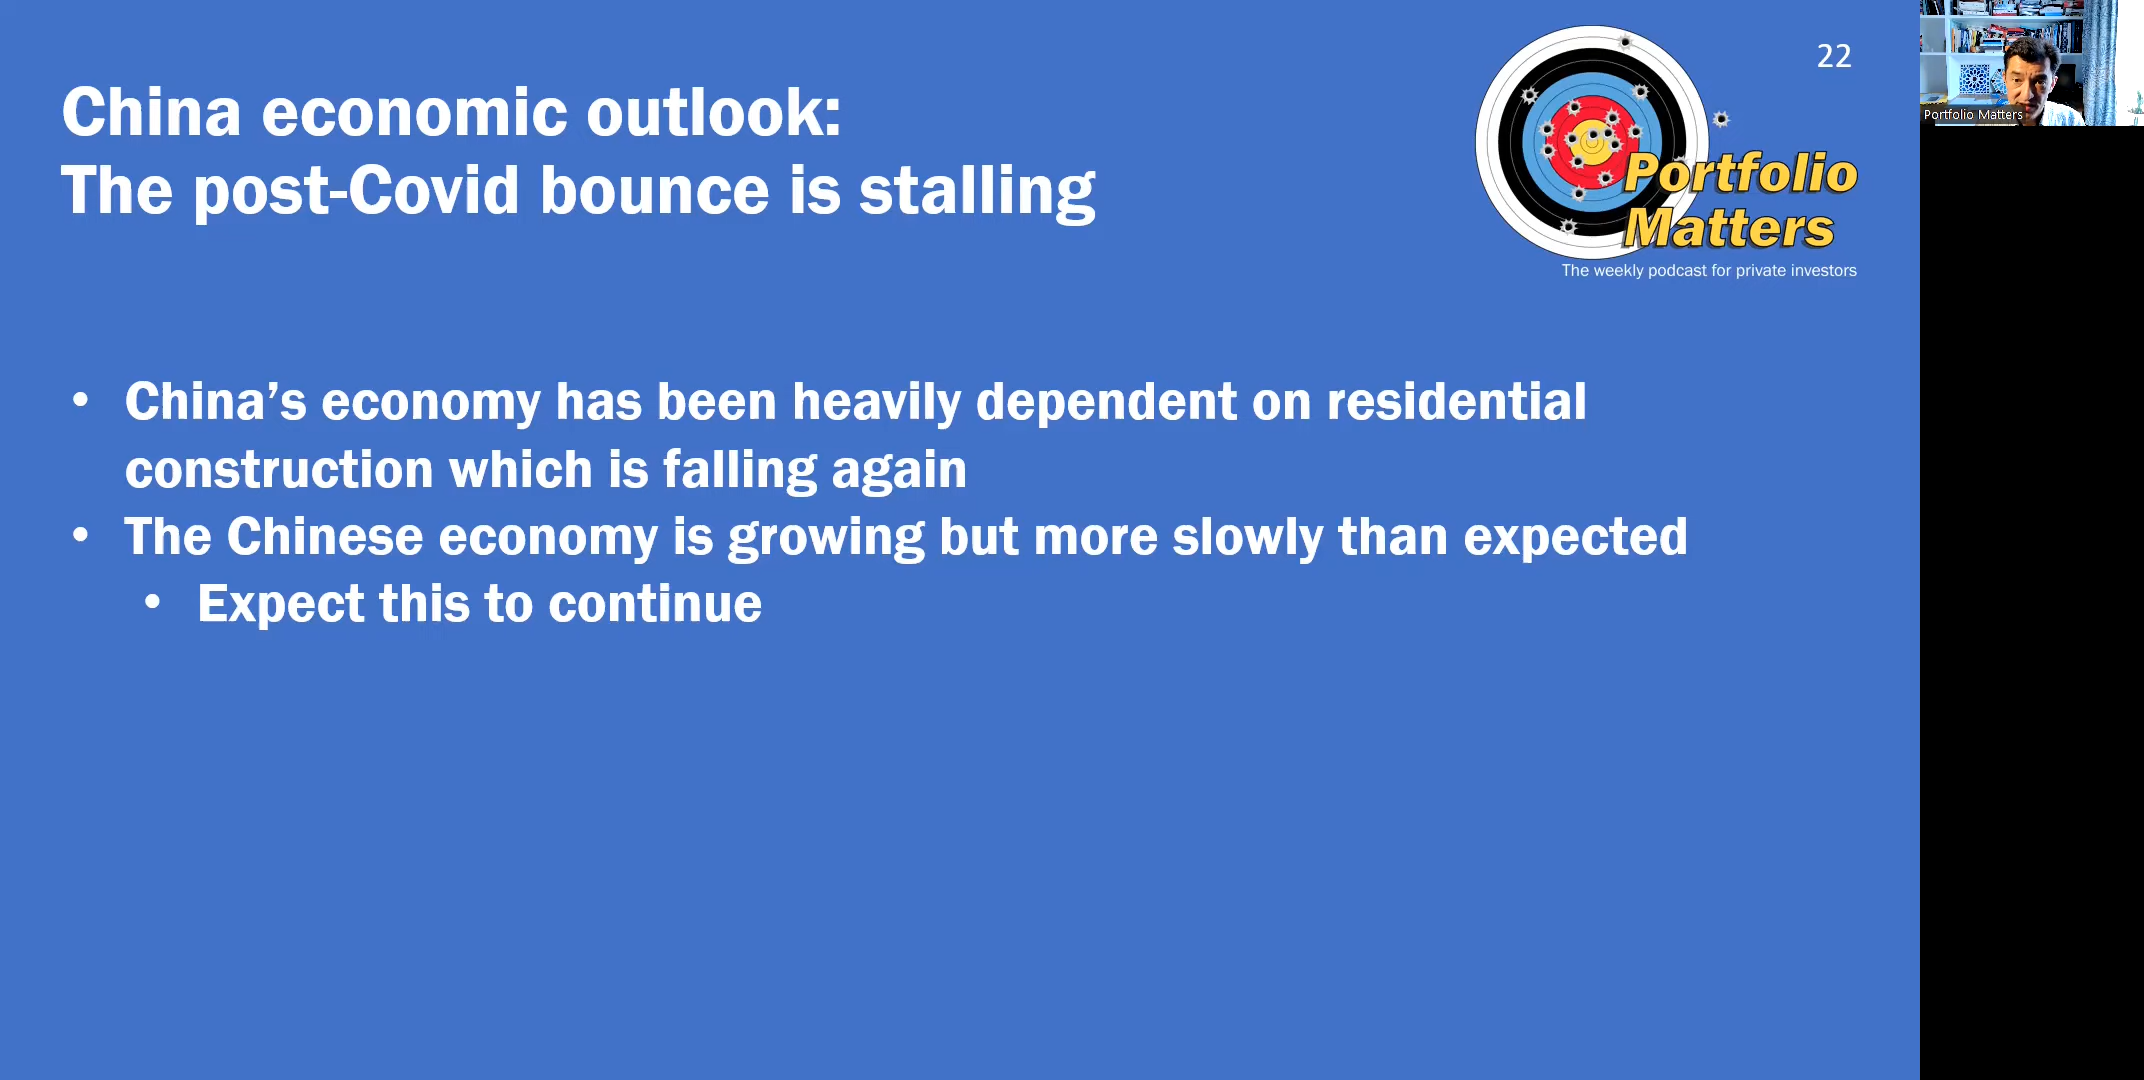 China economic outlook:
The post-Covid bounce is stalling
22
Portfolio
Matters
The weekly podcast for private investors
Portfolio Matters
• China’s economy has been heavily dependent on residential
construction which is falling again
• The Chinese economy is growing but more slowly than expected
• Expect this to continue